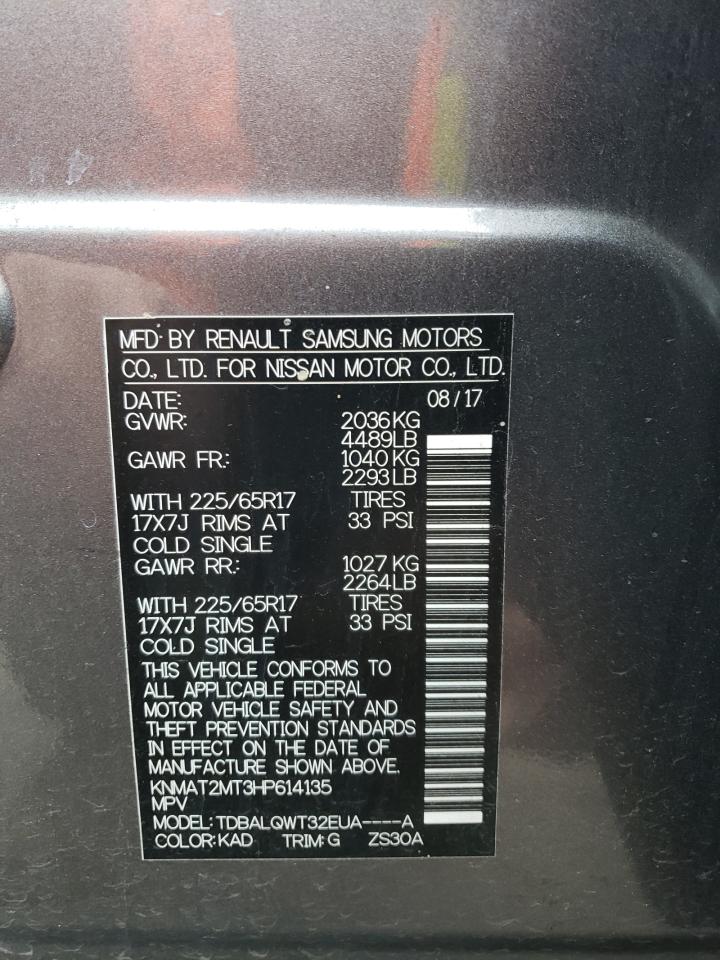 MFD BY RENAULT SAMSUNG MOTORS
CO., LTD. FOR NISSAN MOTOR CO., LTD.
DATE: 08/17
GVWR: 2036KG
4489LB
GAWR FR.: 1040KG
2293LB
WITH 225/65R17 TIRES
17X7J RIMS AT 33 PSI
COLD SINGLE
GAWR RR.: 1027 KG
2264LB
WITH 225/65R17 TIRES
17X7J RIMS AT 33 PSI
COLD SINGLE
THIS VEHICLE CONFORMS TO
ALL APPLICABLE FEDERAL
MOTOR VEHICLE SAFETY AND
THEFT PREVENTION STANDARDS
IN EFFECT ON THE DATE OF
MANUFACTURE SHOWN ABOVE.
KNMAT2MT3HP614135
MPV
MODEL: TDBALQWT32EUA----A
COLOR: KAD TRIM: G ZS30A